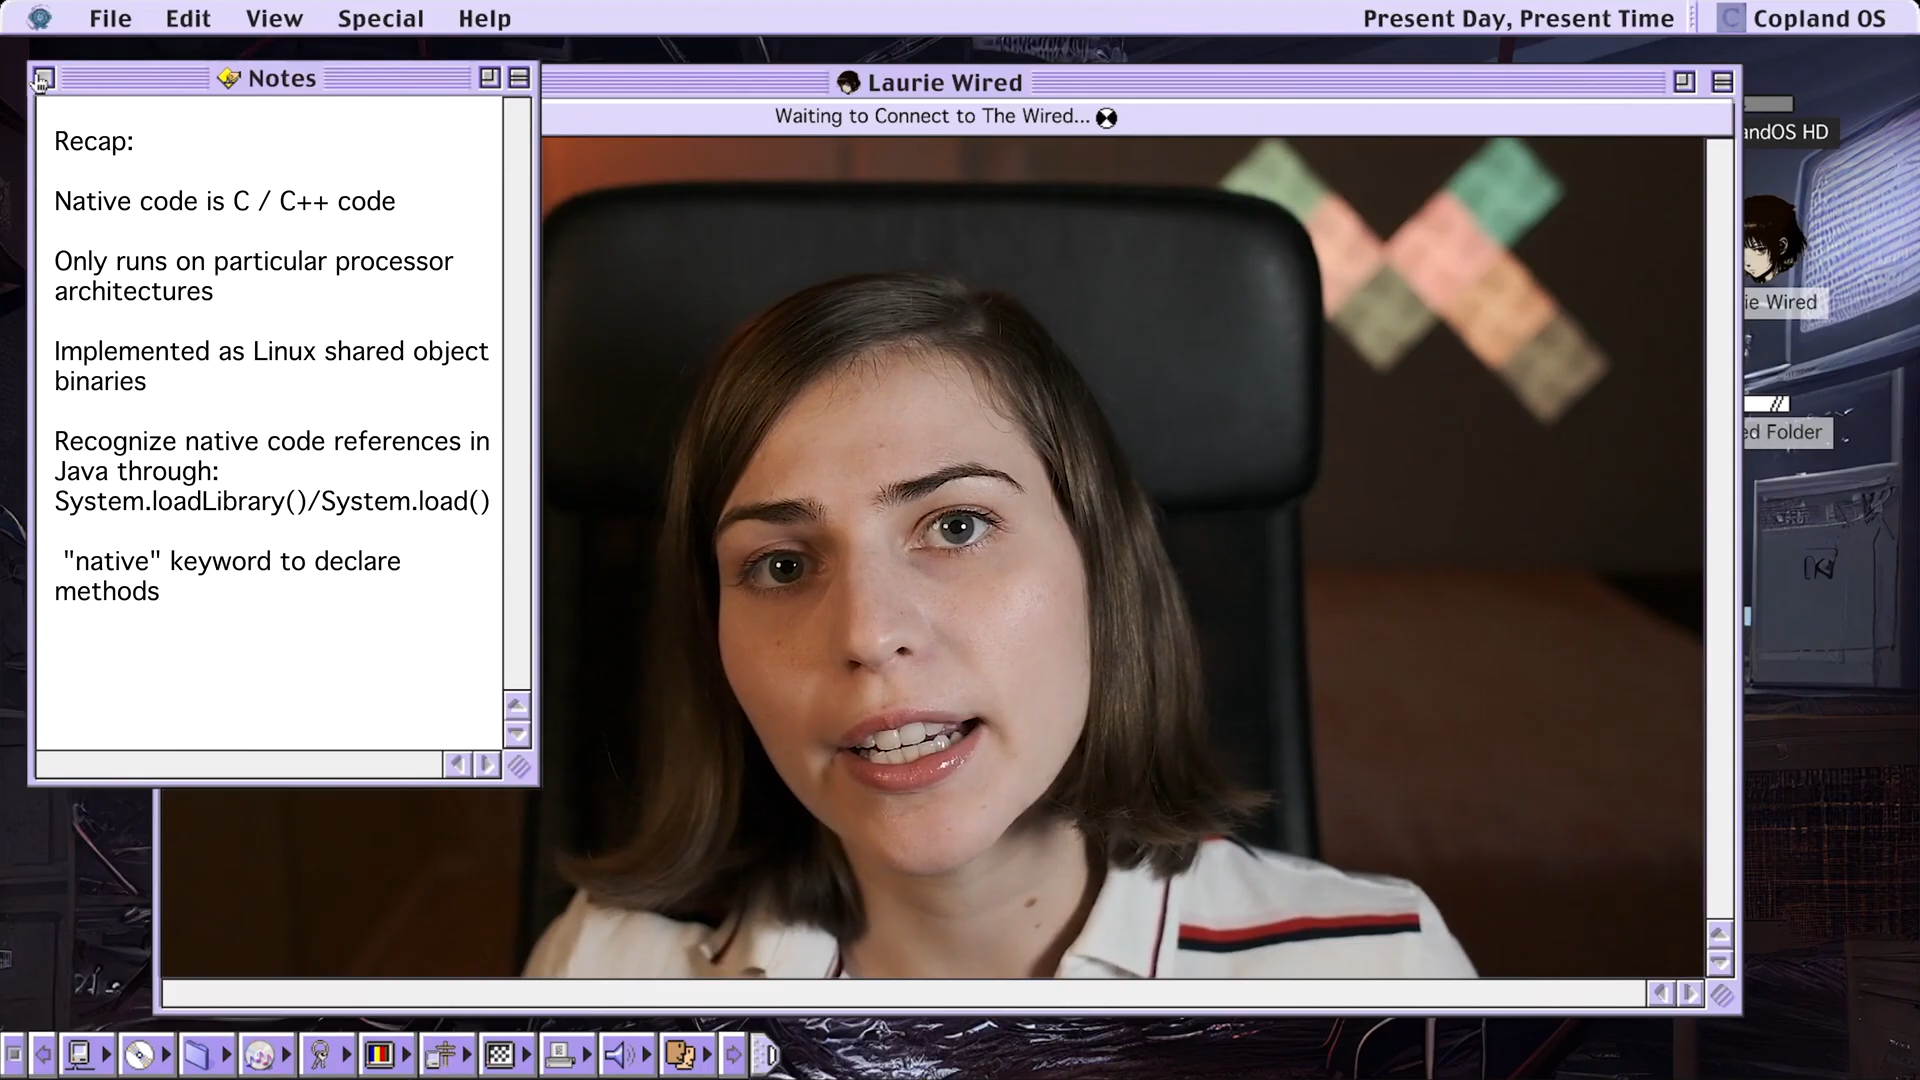 File Edit View Special Help
Present Day, Present Time
Copland OS
Notes
Recap:
Native code is C / C++ code
Only runs on particular processor
architectures
Implemented as Linux shared object
binaries
Recognize native code references in
Java through:
System.loadLibrary()/System.load()
"native" keyword to declare
methods
Laurie Wired
Waiting to Connect to The Wired...
andOS HD
ie Wired
ed Folder